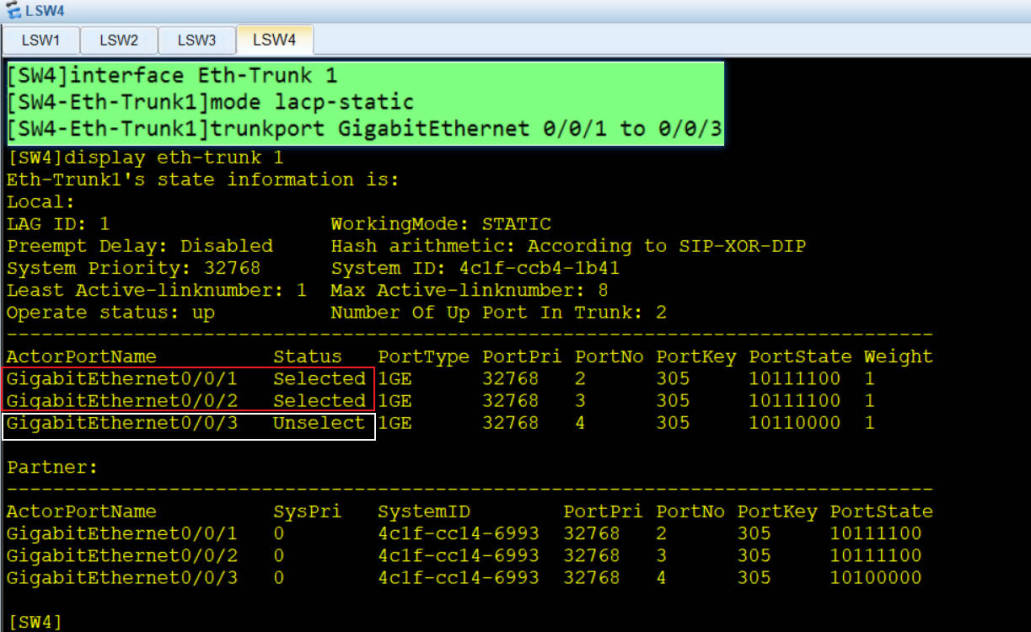 LSW4
LSW1 LSW2 LSW3 LSW4
[SW4]interface Eth-Trunk 1
[SW4-Eth-Trunk1]mode lacp-static
[SW4-Eth-Trunk1]trunkport GigabitEthernet 0/0/1 to 0/0/3
[SW4]display eth-trunk 1
Eth-Trunk1's state information is:
Local:
LAG ID: 1                   WorkingMode: STATIC
Preempt Delay: Disabled     Hash arithmetic: According to SIP-XOR-DIP
System Priority: 32768      System ID: 4c1f-ccb4-1b41
Least Active-linknumber: 1  Max Active-linknumber: 8
Operate status: up          Number Of Up Port In Trunk: 2
--------------------------------------------------------------------------------
ActorPortName          Status   PortType PortPri PortNo PortKey PortState Weight
GigabitEthernet0/0/1   Selected 1GE      32768   2      305     10111100  1
GigabitEthernet0/0/2   Selected 1GE      32768   3      305     10111100  1
GigabitEthernet0/0/3   Unselect 1GE      32768   4      305     10110000  1
Partner:
--------------------------------------------------------------------------------
ActorPortName          SysPri   SystemID        PortPri PortNo PortKey PortState
GigabitEthernet0/0/1   0        4c1f-cc14-6993  32768   2      305     10111100
GigabitEthernet0/0/2   0        4c1f-cc14-6993  32768   3      305     10111100
GigabitEthernet0/0/3   0        4c1f-cc14-6993  32768   4      305     10100000
[SW4]